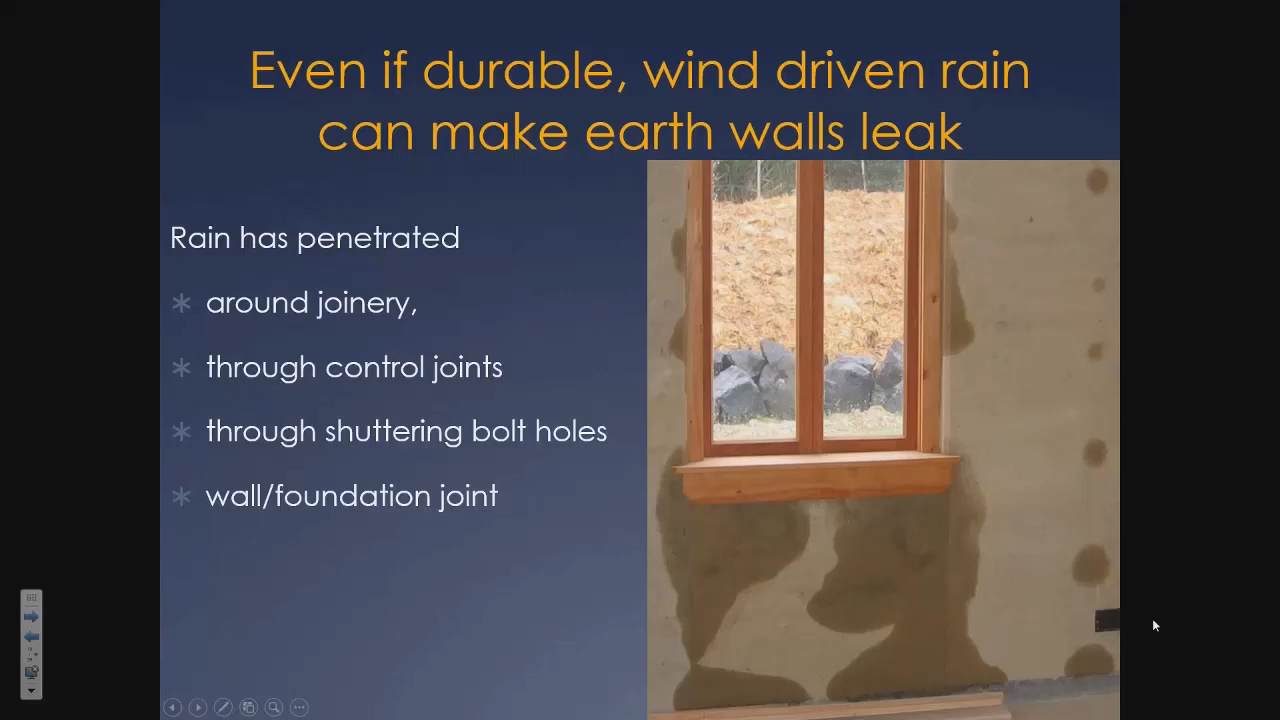 Even if durable, wind driven rain
can make earth walls leak
Rain has penetrated
around joinery,
through control joints
through shuttering bolt holes
wall/foundation joint